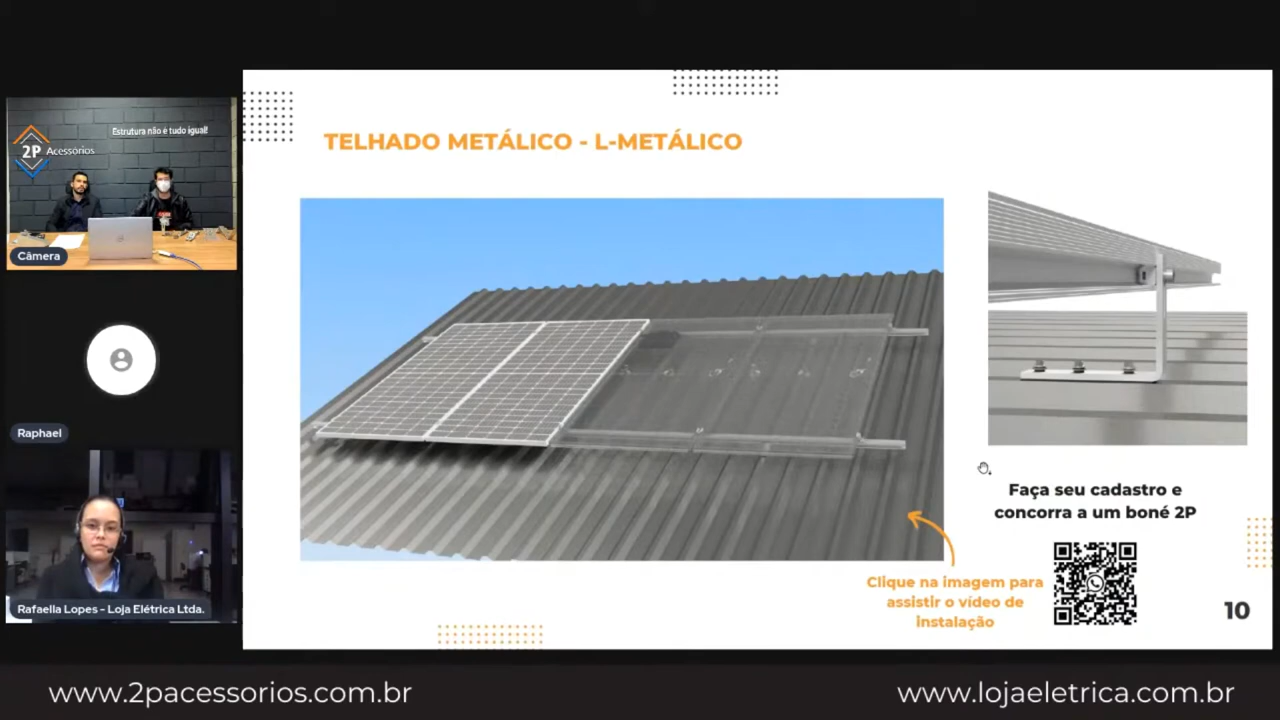 Estrutura não é tudo igual!
2P Acessórios
Câmera
Raphael
Rafaella Lopes - Loja Elétrica Ltda.
TELHADO METÁLICO - L-METÁLICO
Faça seu cadastro e
concorra a um boné 2P
Clique na imagem para
assistir o vídeo de
instalação
10
www.2pacessorios.com.br
www.lojaeletrica.com.br